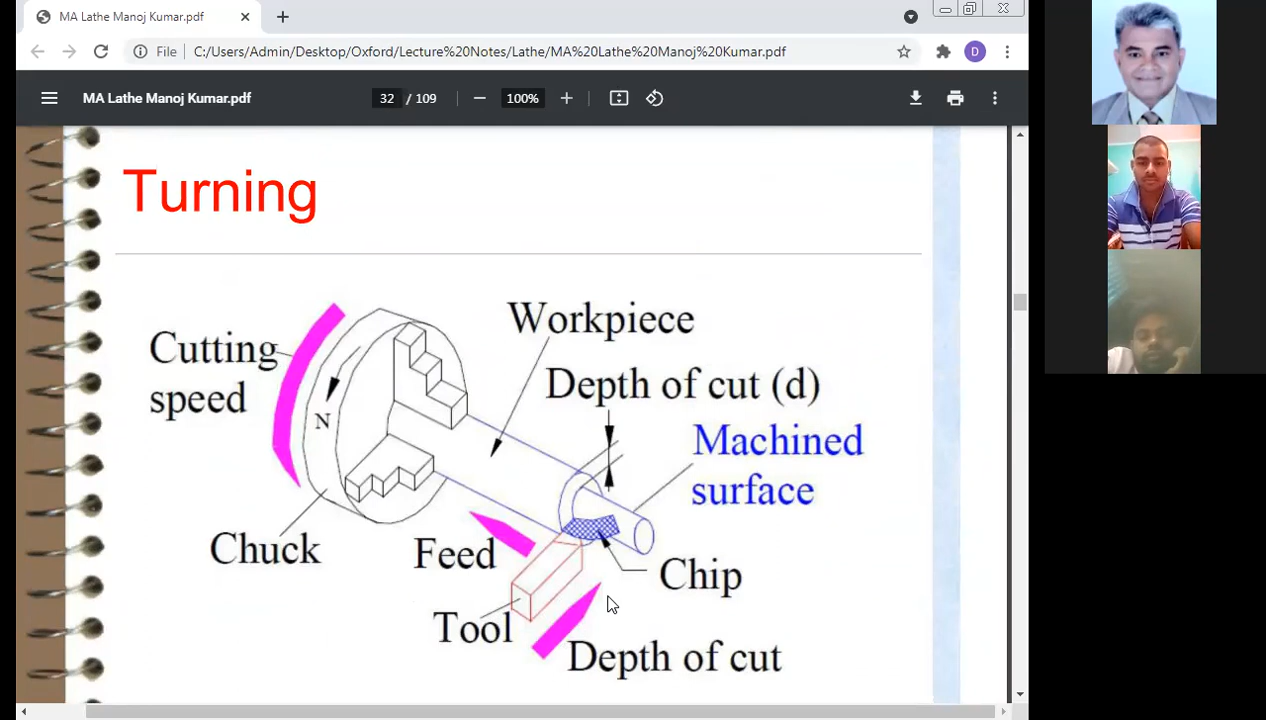 MA Lathe Manoj Kumar.pdf
File C:/Users/Admin/Desktop/Oxford/Lecture%20Notes/Lathe/MA%20Lathe%20Manoj%20Kumar.pdf
D
MA Lathe Manoj Kumar.pdf
32 / 109
100%
Turning
Workpiece
Cutting
speed
Depth of cut (d)
N
Machined
surface
Chuck
Feed
Chip
Tool
Depth of cut